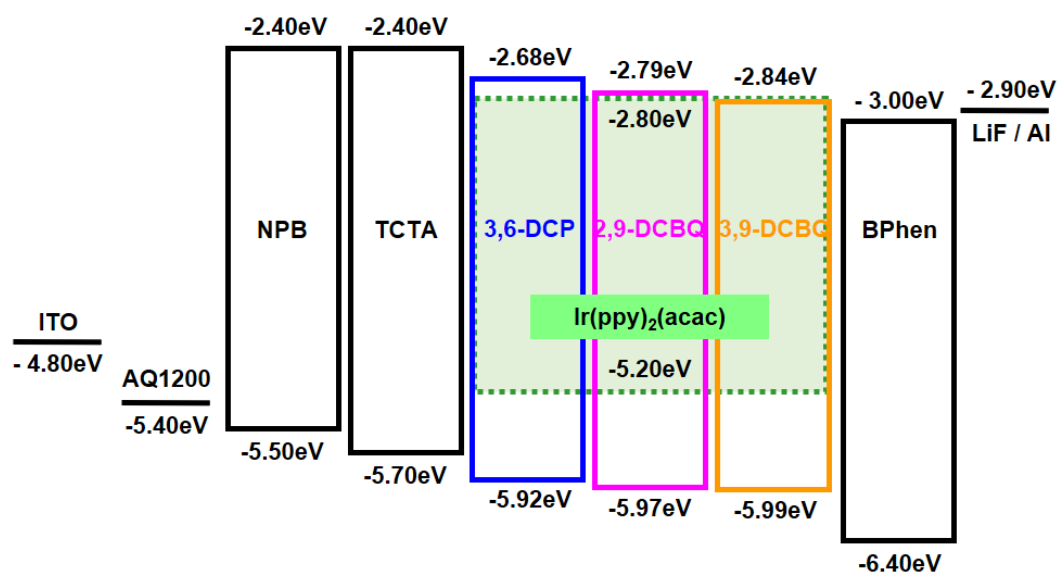 -2.40eV
-2.40eV
-2.68eV
-2.79eV
-2.84eV
- 3.00eV
- 2.90eV
LiF / Al
-2.80eV
NPB
TCTA
3,6-DCP
2,9-DCBQ
3,9-DCBQ
BPhen
Ir(ppy)2(acac)
ITO
- 4.80eV
-5.20eV
AQ1200
-5.40eV
-5.50eV
-5.70eV
-5.92eV
-5.97eV
-5.99eV
-6.40eV